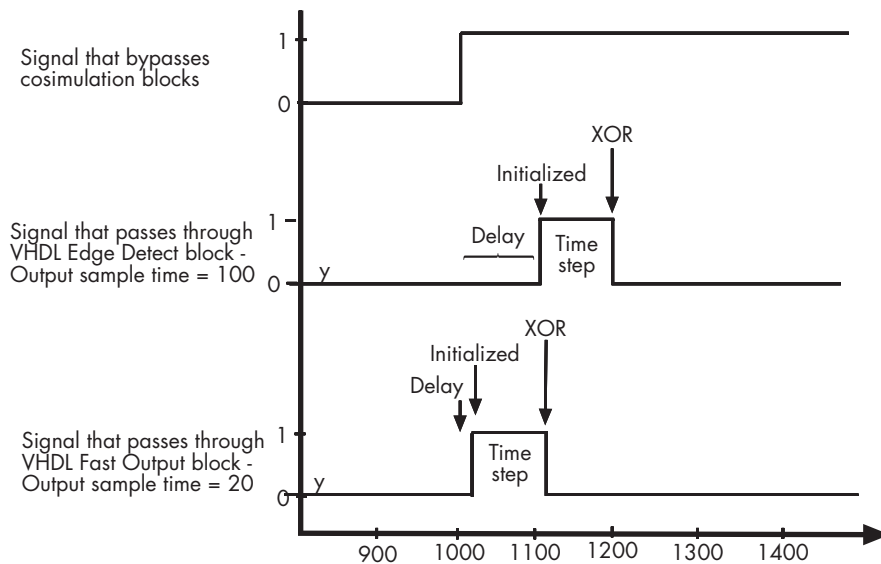 Signal that bypasses
cosimulation blocks
1
0
XOR
Initialized
Signal that passes through
VHDL Edge Detect block -
Output sample time = 100
1
Delay
Time
step
0
y
XOR
Initialized
Delay
Signal that passes through
VHDL Fast Output block -
Output sample time = 20
1
Time
step
0
y
900 1000 1100 1200 1300 1400